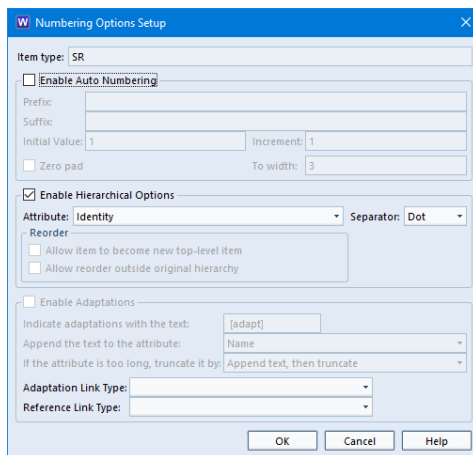 W Numbering Options Setup
Item type: SR
Enable Auto Numbering
Prefix:
Suffix:
Initial Value: 1 Increment: 1
Zero pad To width: 3
Enable Hierarchical Options
Attribute: Identity Separator: Dot
Reorder
Allow item to become new top-level item
Allow reorder outside original hierarchy
Enable Adaptations
Indicate adaptations with the text: [adapt]
Append the text to the attribute: Name
If the attribute is too long, truncate it by: Append text, then truncate
Adaptation Link Type:
Reference Link Type:
OK Cancel Help